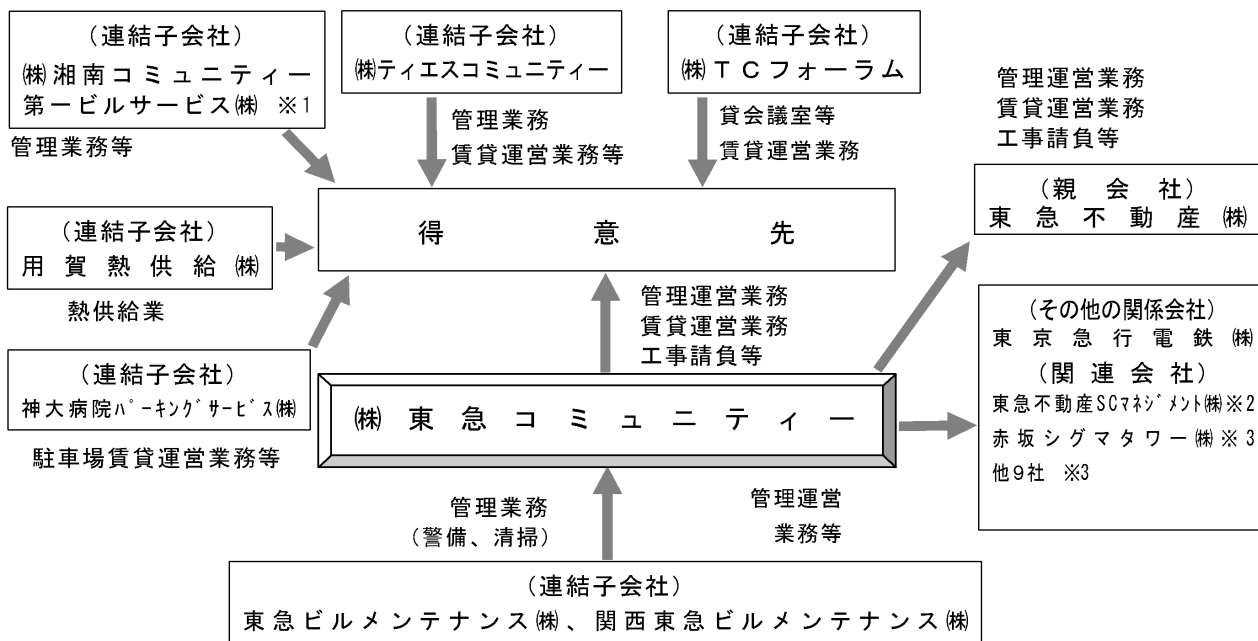 (連結子会社)
㈱湘南コミュニティー
第一ビルサービス㈱ ※1
管理業務等
(連結子会社)
㈱ティエスコミュニティー
管理業務
賃貸運営業務等
(連結子会社)
㈱TCフォーラム
貸会議室等
賃貸運営業務
管理運営業務
賃貸運営業務
工事請負等
(親会社)
東急不動産㈱
得意先
(連結子会社)
用賀熱供給㈱
熱供給業
管理運営業務
賃貸運営業務
工事請負等
(その他の関係会社)
東京急行電鉄㈱
(関連会社)
東急不動産SCマネジメント㈱※2
赤坂シグマタワー㈱※3
他9社 ※3
(連結子会社)
神大病院パーキングサービス㈱
駐車場賃貸運営業務等
㈱東急コミュニティー
管理業務
(警備、清掃)
管理運営
業務等
(連結子会社)
東急ビルメンテナンス㈱、関西東急ビルメンテナンス㈱